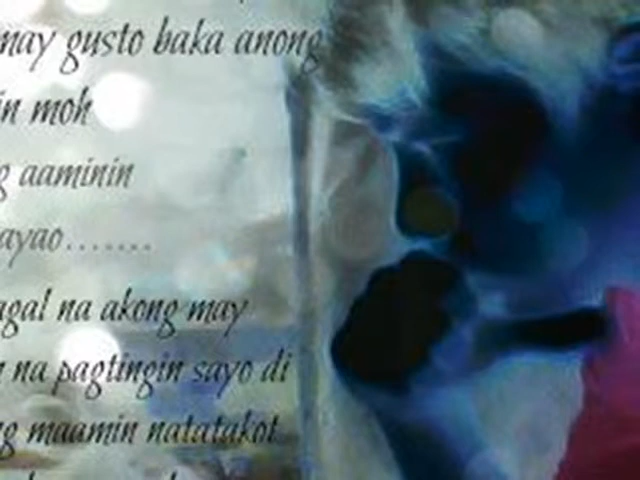 may gusto baka anong
in moh
g aaminin
ayao.......
agal na akong may
n na pagtingin sayo di
g maamin natatakot